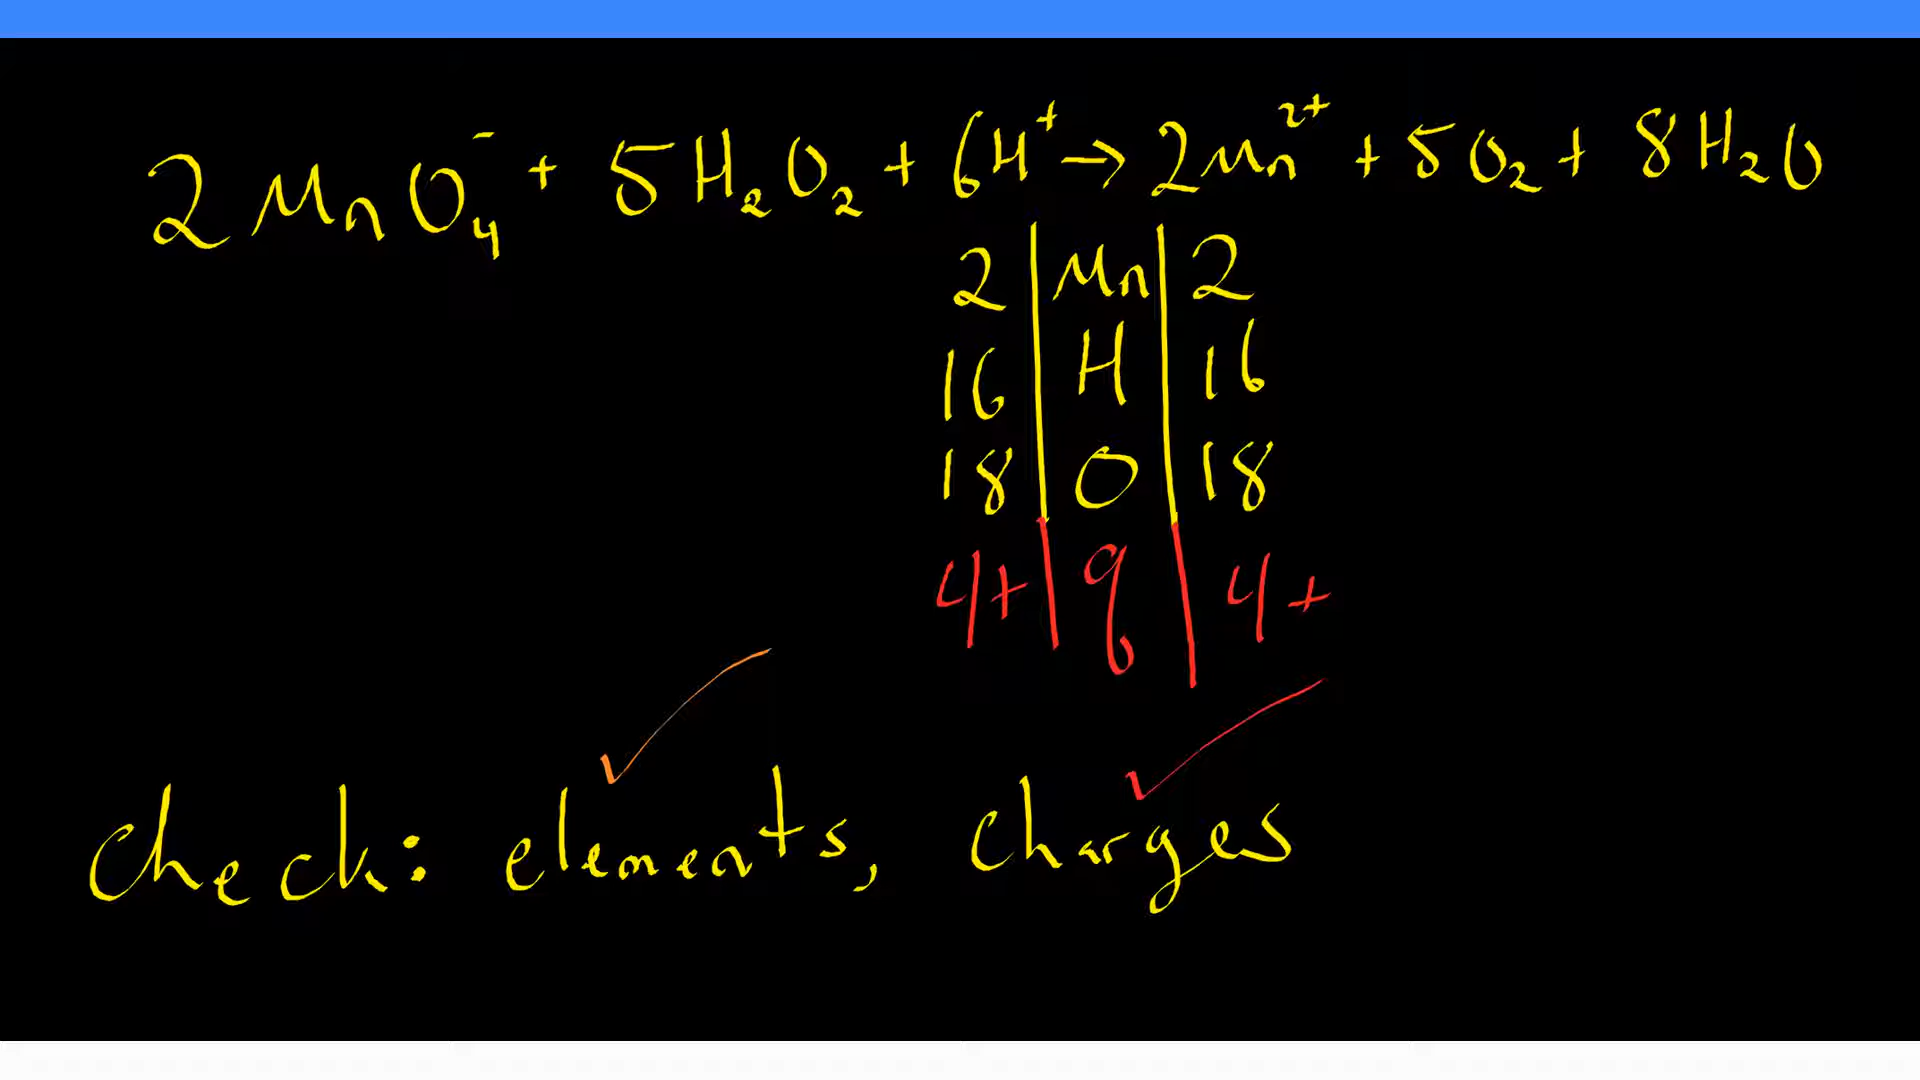 2MnO₄⁻ + 5H₂O₂ + 6H⁺ → 2Mn²⁺ + 5O₂ + 8H₂O
2 | Mn | 2
16 | H | 16
18 | O | 18
4+ | q | 4+
Check: elements, charges